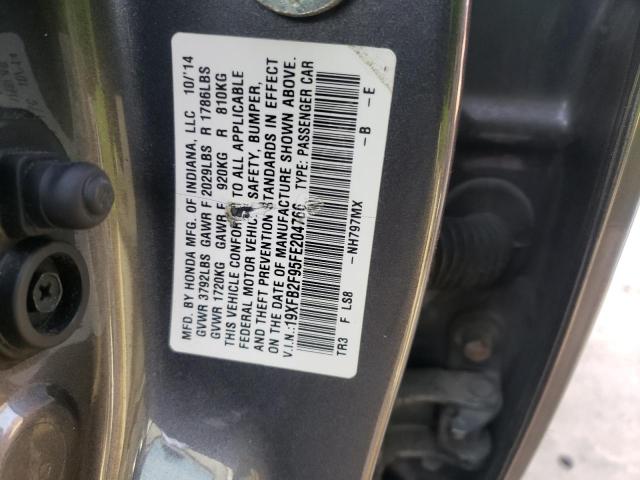 MFD. BY HONDA MFG. OF INDIANA, LLC 10/'14
GVWR 3792LBS GAWR F 2029LBS R 1786LBS
GVWR 1720KG GAWR F 920KG R 810KG
THIS VEHICLE CONFORMS TO ALL APPLICABLE
FEDERAL MOTOR VEHICLE SAFETY, BUMPER,
AND THEFT PREVENTION STANDARDS IN EFFECT
ON THE DATE OF MANUFACTURE SHOWN ABOVE.
V.I.N.:19XFB2F95FE204766 TYPE: PASSENGER CAR
TR3 F LS8 -NH797MX -B -E